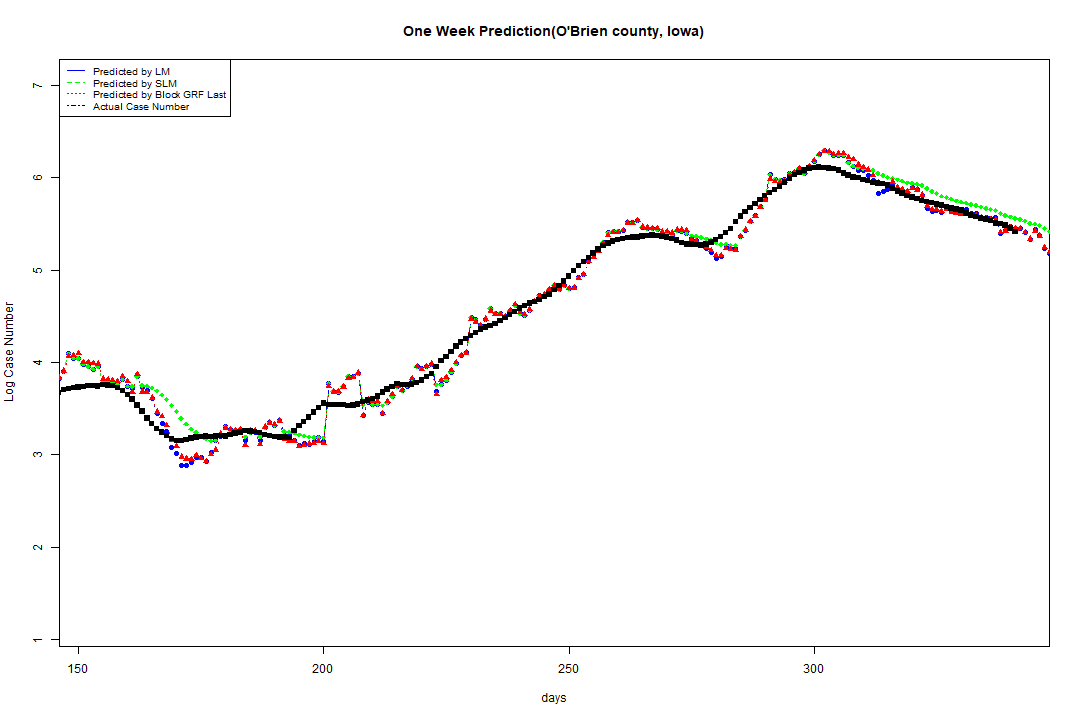 One Week Prediction(O'Brien county, Iowa)
Predicted by LM
Predicted by SLM
Predicted by Block GRF Last
Actual Case Number
7
6
5
4
3
2
1
Log Case Number
150 200 250 300
days